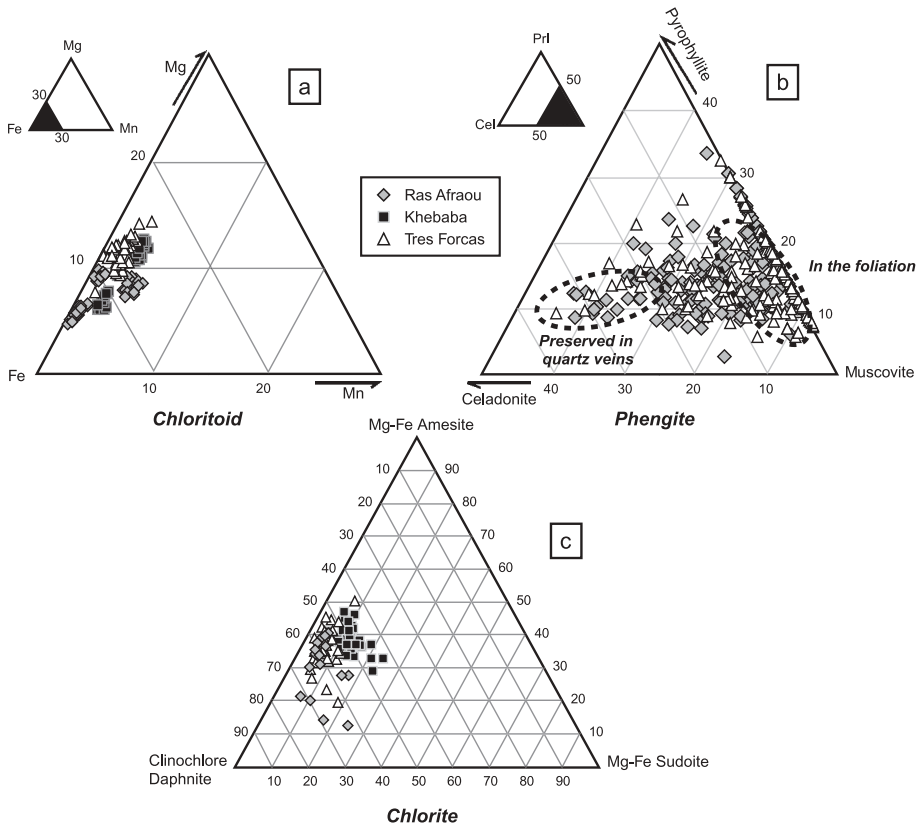 Mg
30
Fe
30
Mn
Mg
a
20
10
Fe
10
20
Mn
Chloritoid
Ras Afraou
Khebaba
Tres Forcas
Prl
50
Cel
50
b
Pyrophyllite
40
30
20
10
In the foliation
Preserved in
quartz veins
Muscovite
40
30
20
10
Celadonite
Phengite
Mg-Fe Amesite
c
10
90
20
80
30
70
40
60
50
50
60
40
70
30
80
20
90
10
Clinochlore
Daphnite
Mg-Fe Sudoite
10
20
30
40
50
60
70
80
90
Chlorite